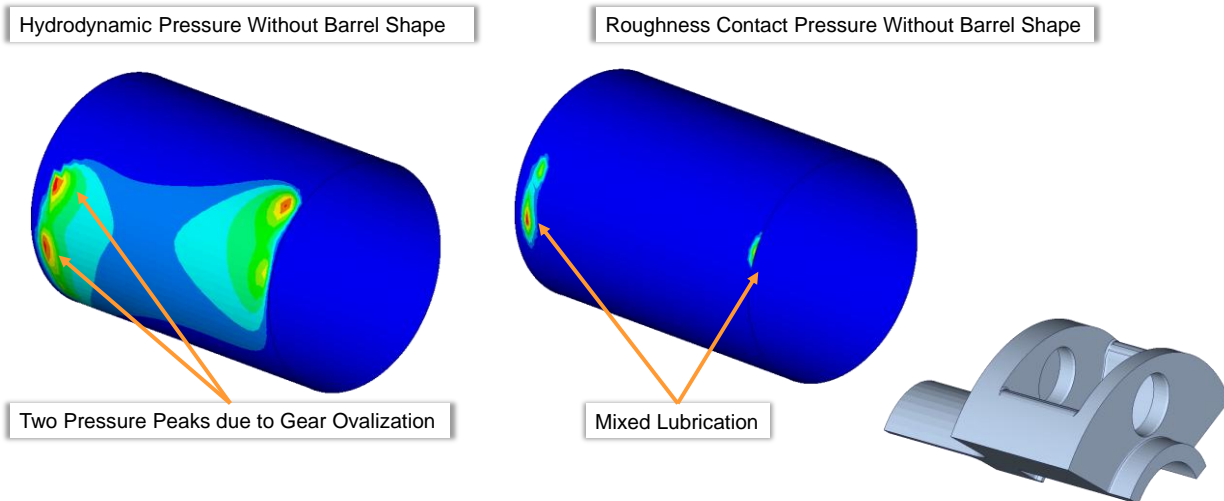 Hydrodynamic Pressure Without Barrel Shape
Roughness Contact Pressure Without Barrel Shape
Two Pressure Peaks due to Gear Ovalization
Mixed Lubrication